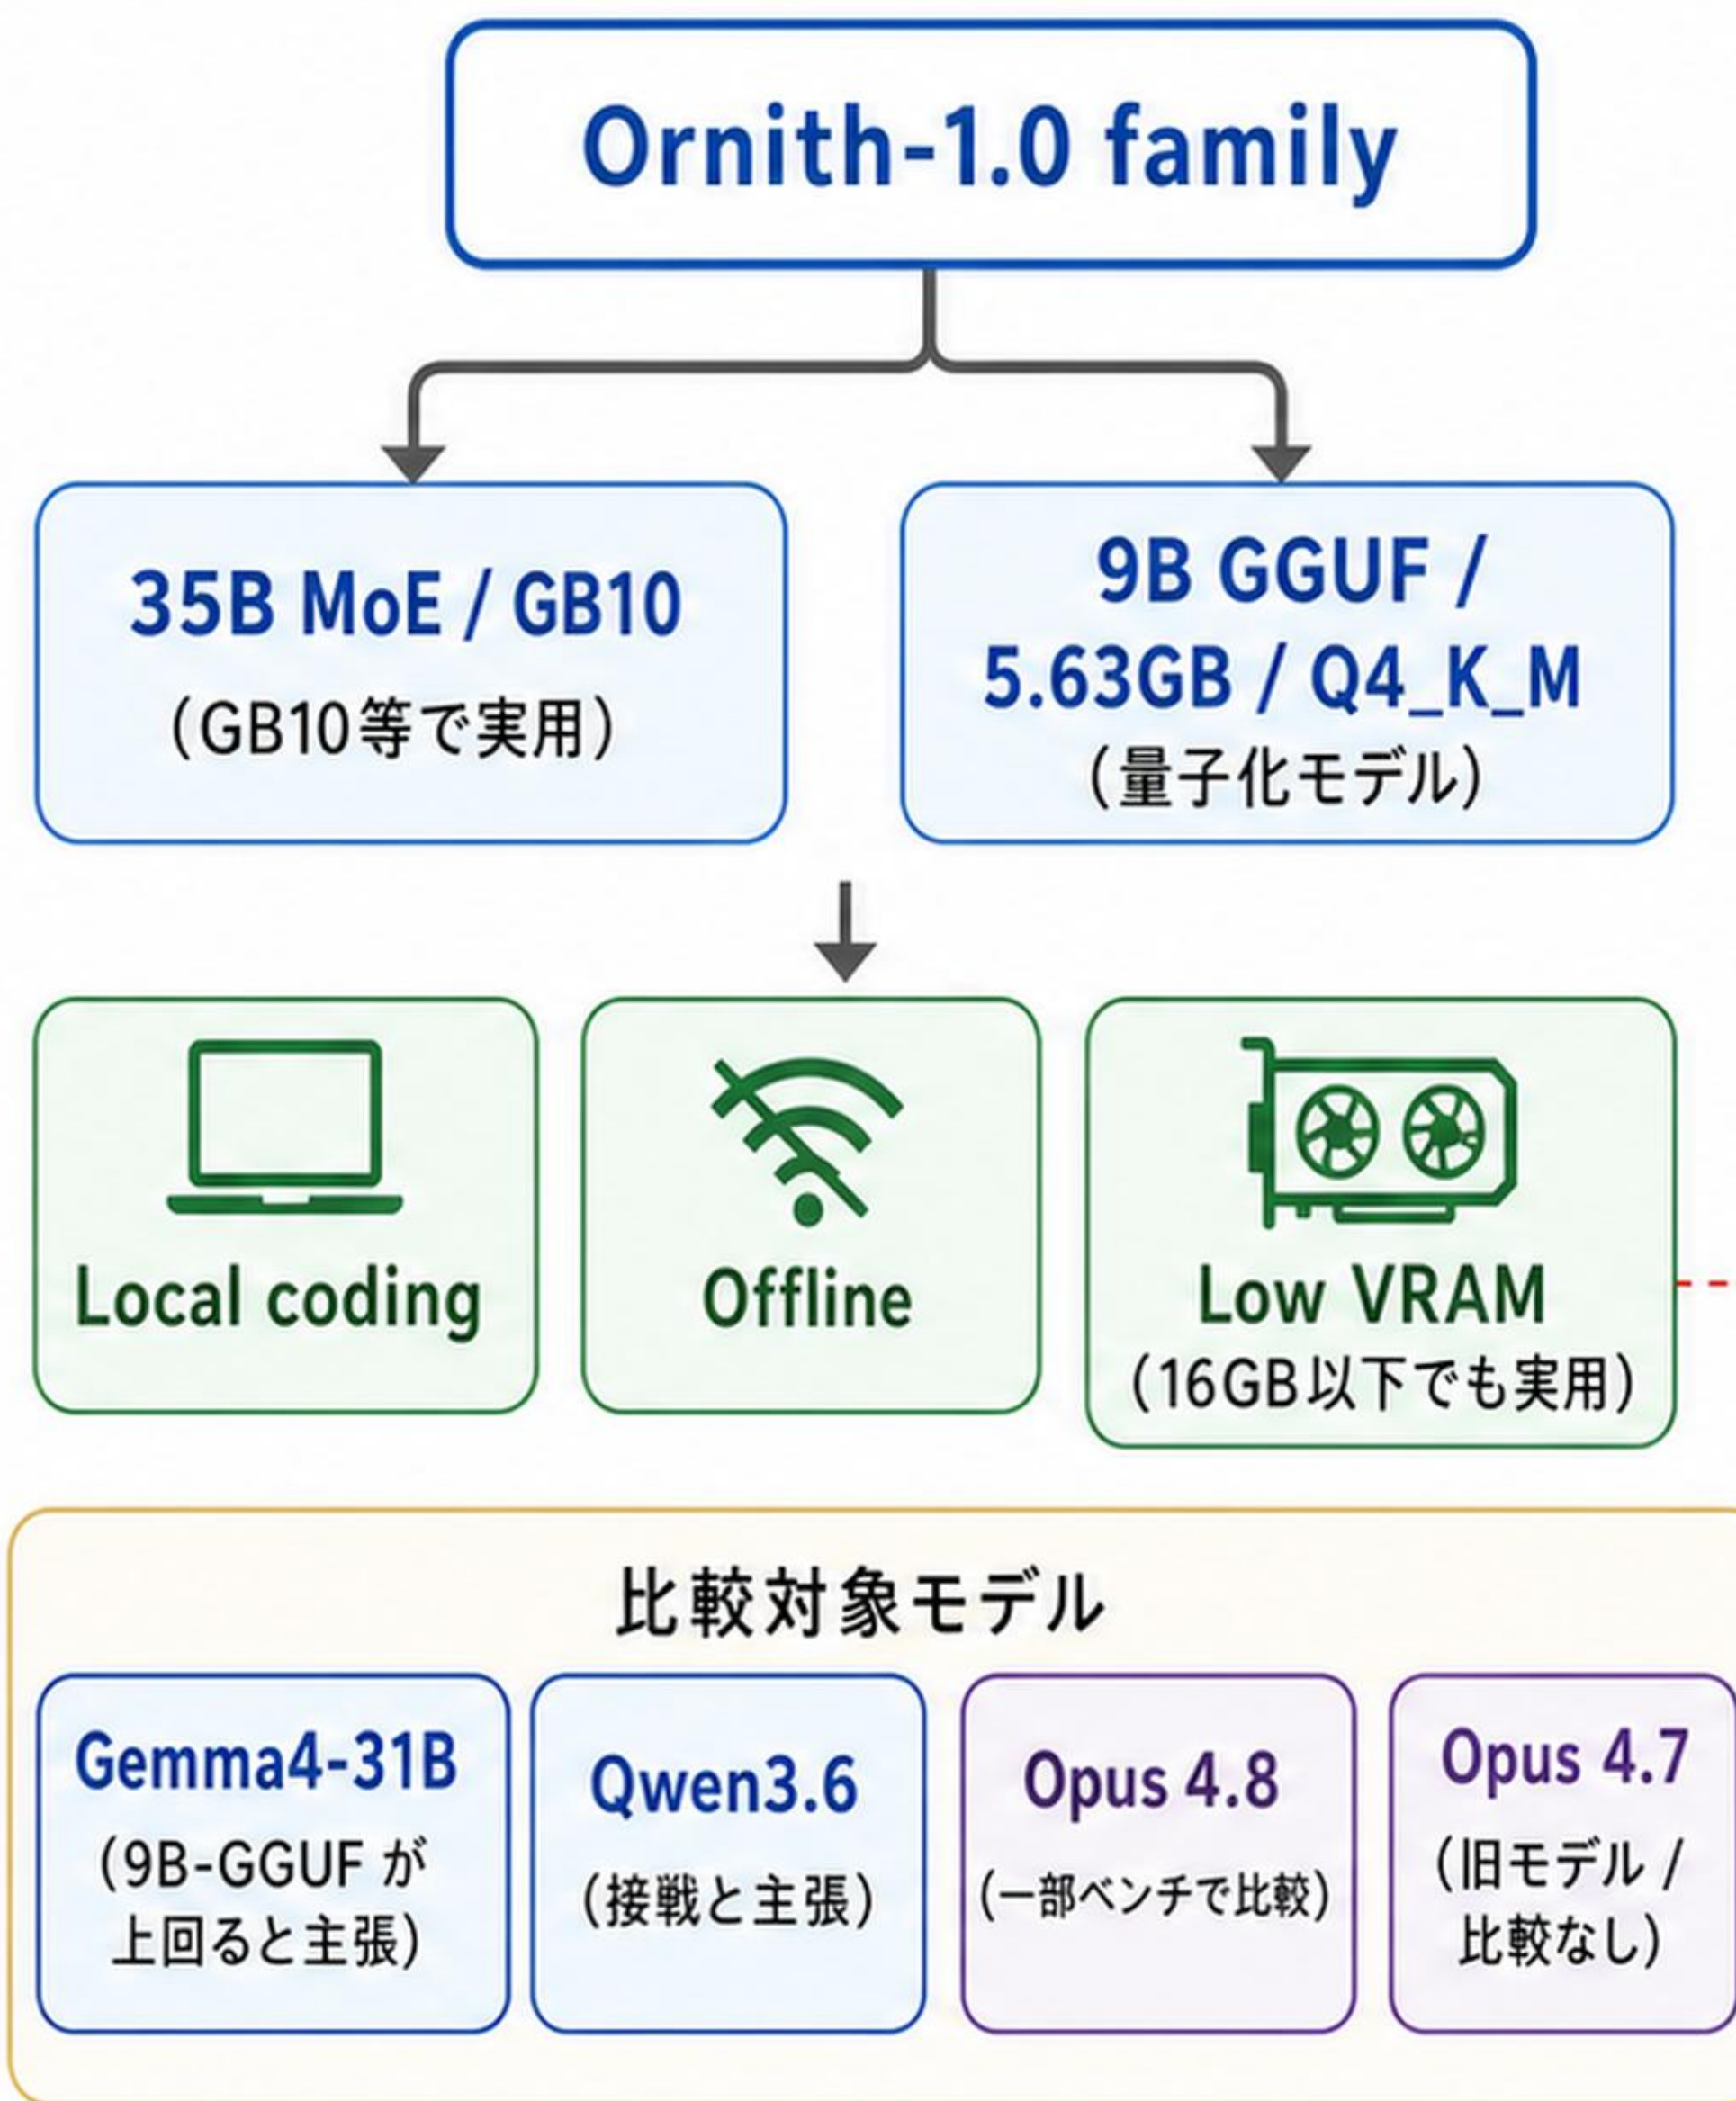 Ornith-1.0 family
35B MoE / GB10
(GB10等で実用)
9B GGUF /
5.63GB / Q4_K_M
(量子化モデル)
Local coding
Offline
Low VRAM
(16GB以下でも実用)
比較対象モデル
Gemma4-31B
(9B-GGUF が
上回ると主張)
Qwen3.6
(接戦と主張)
Opus 4.8
(一部ベンチで比較)
Opus 4.7
(旧モデル /
比較なし)